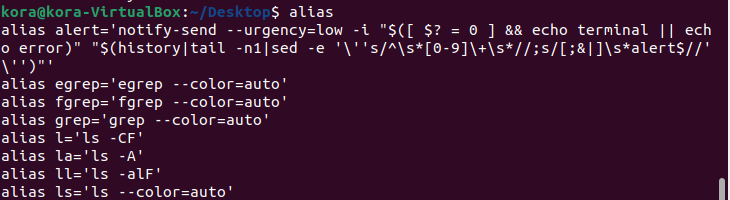 kora@kora-VirtualBox:~/Desktop$ alias
alias alert='notify-send --urgency=low -i "$([ $? = 0 ] && echo terminal || ech
o error)" "$(history|tail -n1|sed -e '\''s/^\s*[0-9]\+\s*//;s/[;&|]\s*alert$//'
\'')"'
alias egrep='egrep --color=auto'
alias fgrep='fgrep --color=auto'
alias grep='grep --color=auto'
alias l='ls -CF'
alias la='ls -A'
alias ll='ls -alF'
alias ls='ls --color=auto'